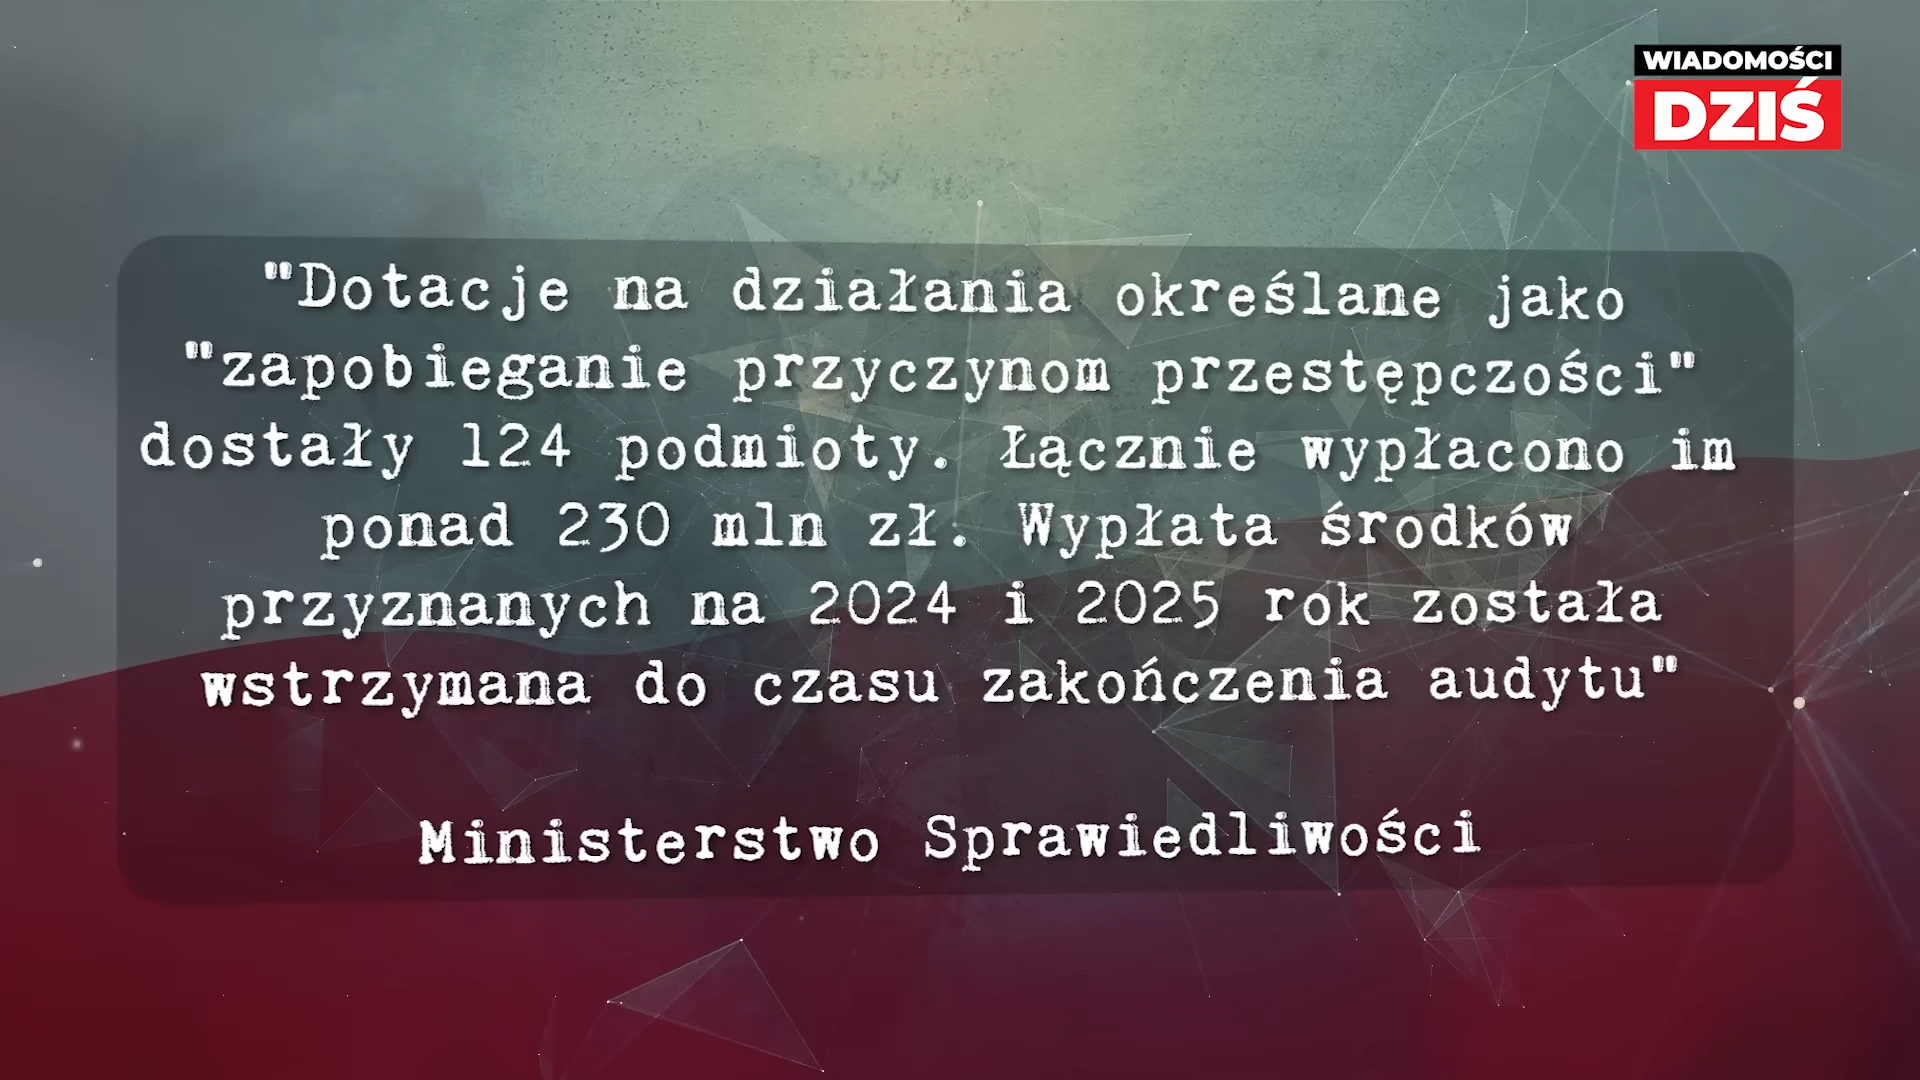 WIADOMOŚCI
DZIŚ
"Dotacje na działania określane jako
"zapobieganie przyczynom przestępczości"
dostały 124 podmioty. Łącznie wypłacono im
ponad 230 mln zł. Wypłata środków
przyznanych na 2024 i 2025 rok została
wstrzymana do czasu zakończenia audytu"
Ministerstwo Sprawiedliwości